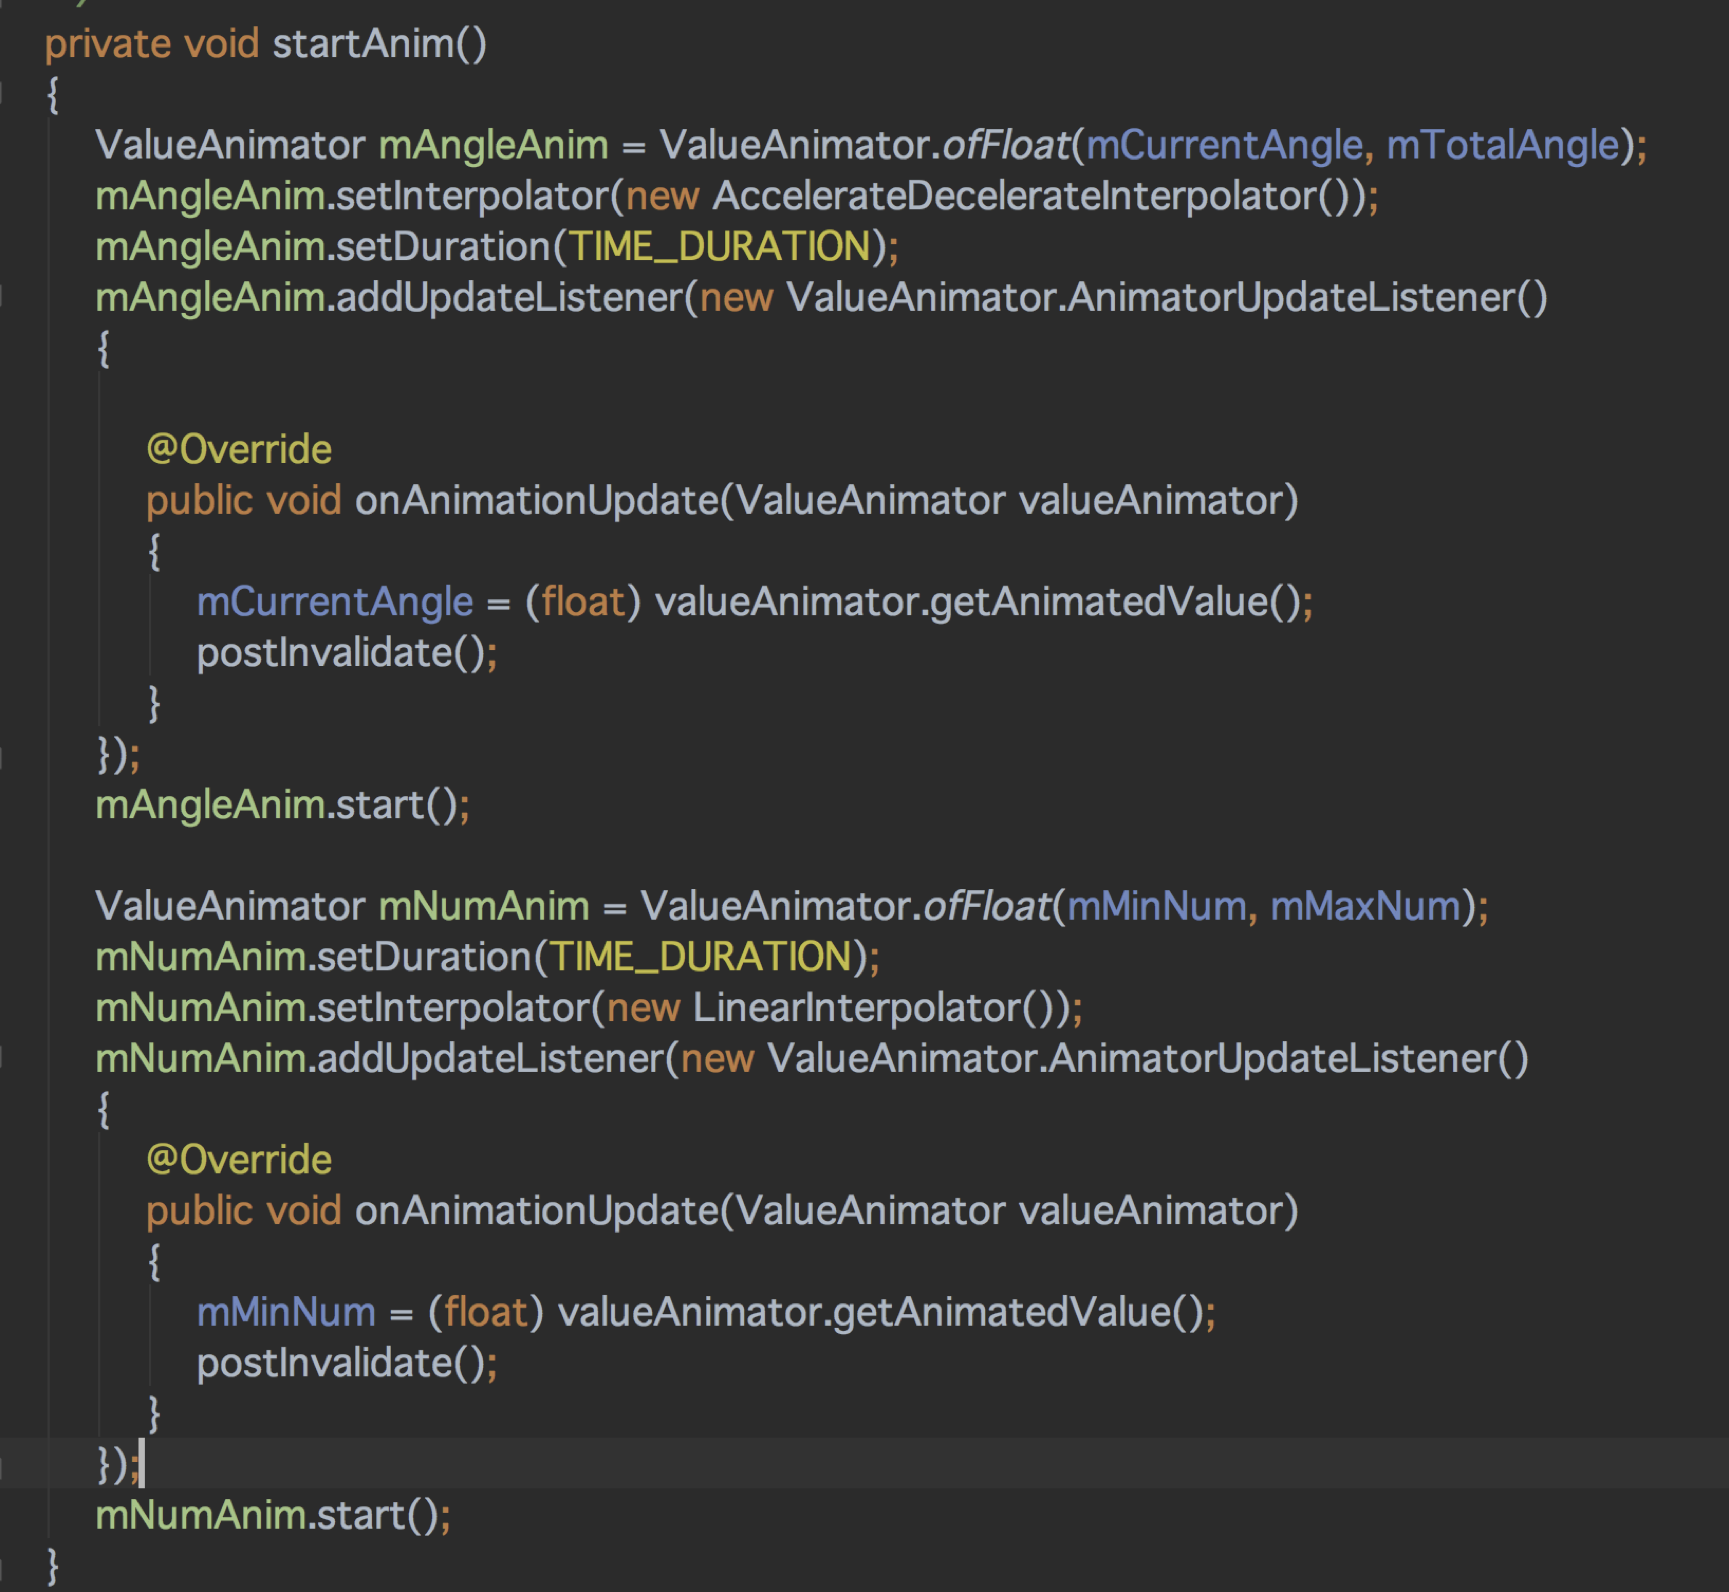 private void startAnim()
{
ValueAnimator mAngleAnim = ValueAnimator.ofFloat(mCurrentAngle, mTotalAngle);
mAngleAnim.setInterpolator(new AccelerateDecelerateInterpolator());
mAngleAnim.setDuration(TIME_DURATION);
mAngleAnim.addUpdateListener(new ValueAnimator.AnimatorUpdateListener()
{
@Override
public void onAnimationUpdate(ValueAnimator valueAnimator)
{
mCurrentAngle = (float) valueAnimator.getAnimatedValue();
postInvalidate();
}
});
mAngleAnim.start();
ValueAnimator mNumAnim = ValueAnimator.ofFloat(mMinNum, mMaxNum);
mNumAnim.setDuration(TIME_DURATION);
mNumAnim.setInterpolator(new LinearInterpolator());
mNumAnim.addUpdateListener(new ValueAnimator.AnimatorUpdateListener()
{
@Override
public void onAnimationUpdate(ValueAnimator valueAnimator)
{
mMinNum = (float) valueAnimator.getAnimatedValue();
postInvalidate();
}
});
mNumAnim.start();
}